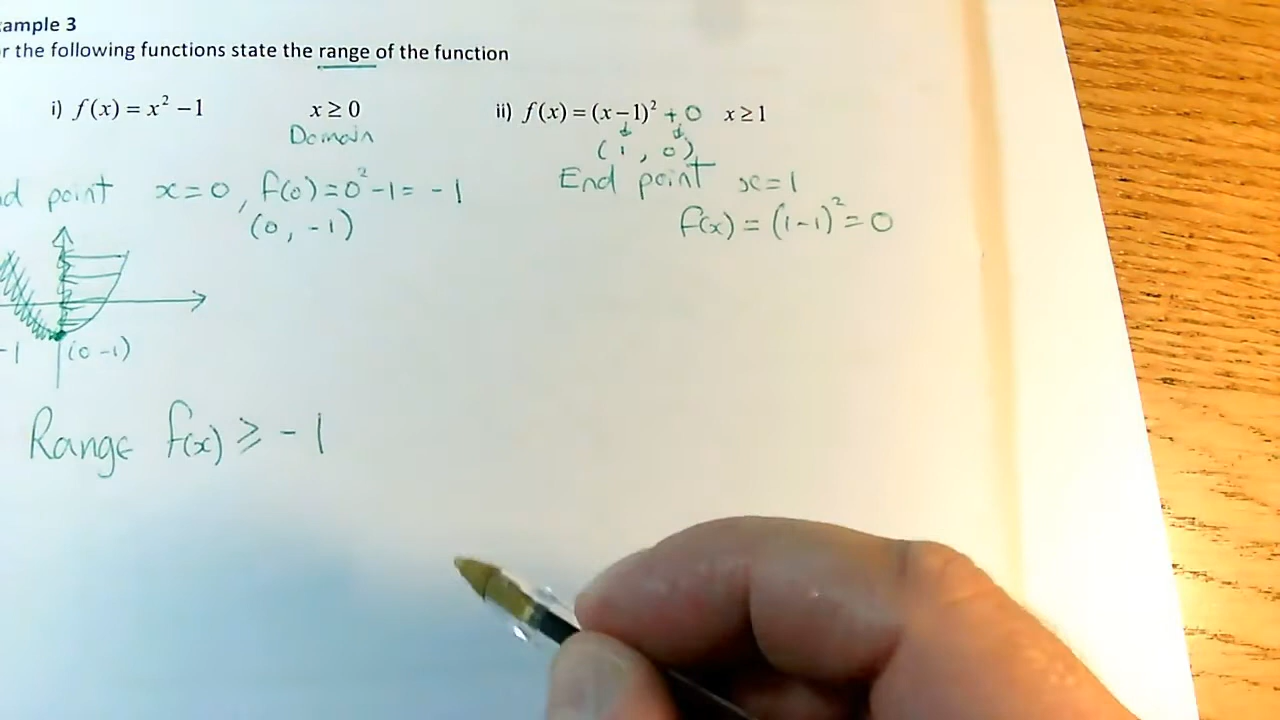 ample 3
r the following functions state the range of the function
i) f(x) = x² − 1 x ≥ 0
Domain
d point x=0, f(0)=0²-1= -1
(0, -1)
-1 (0 -1)
Range f(x) ≥ -1
ii) f(x) = (x−1)² + 0 x ≥ 1
(1, 0)
End point x=1
f(x) = (1-1)² = 0